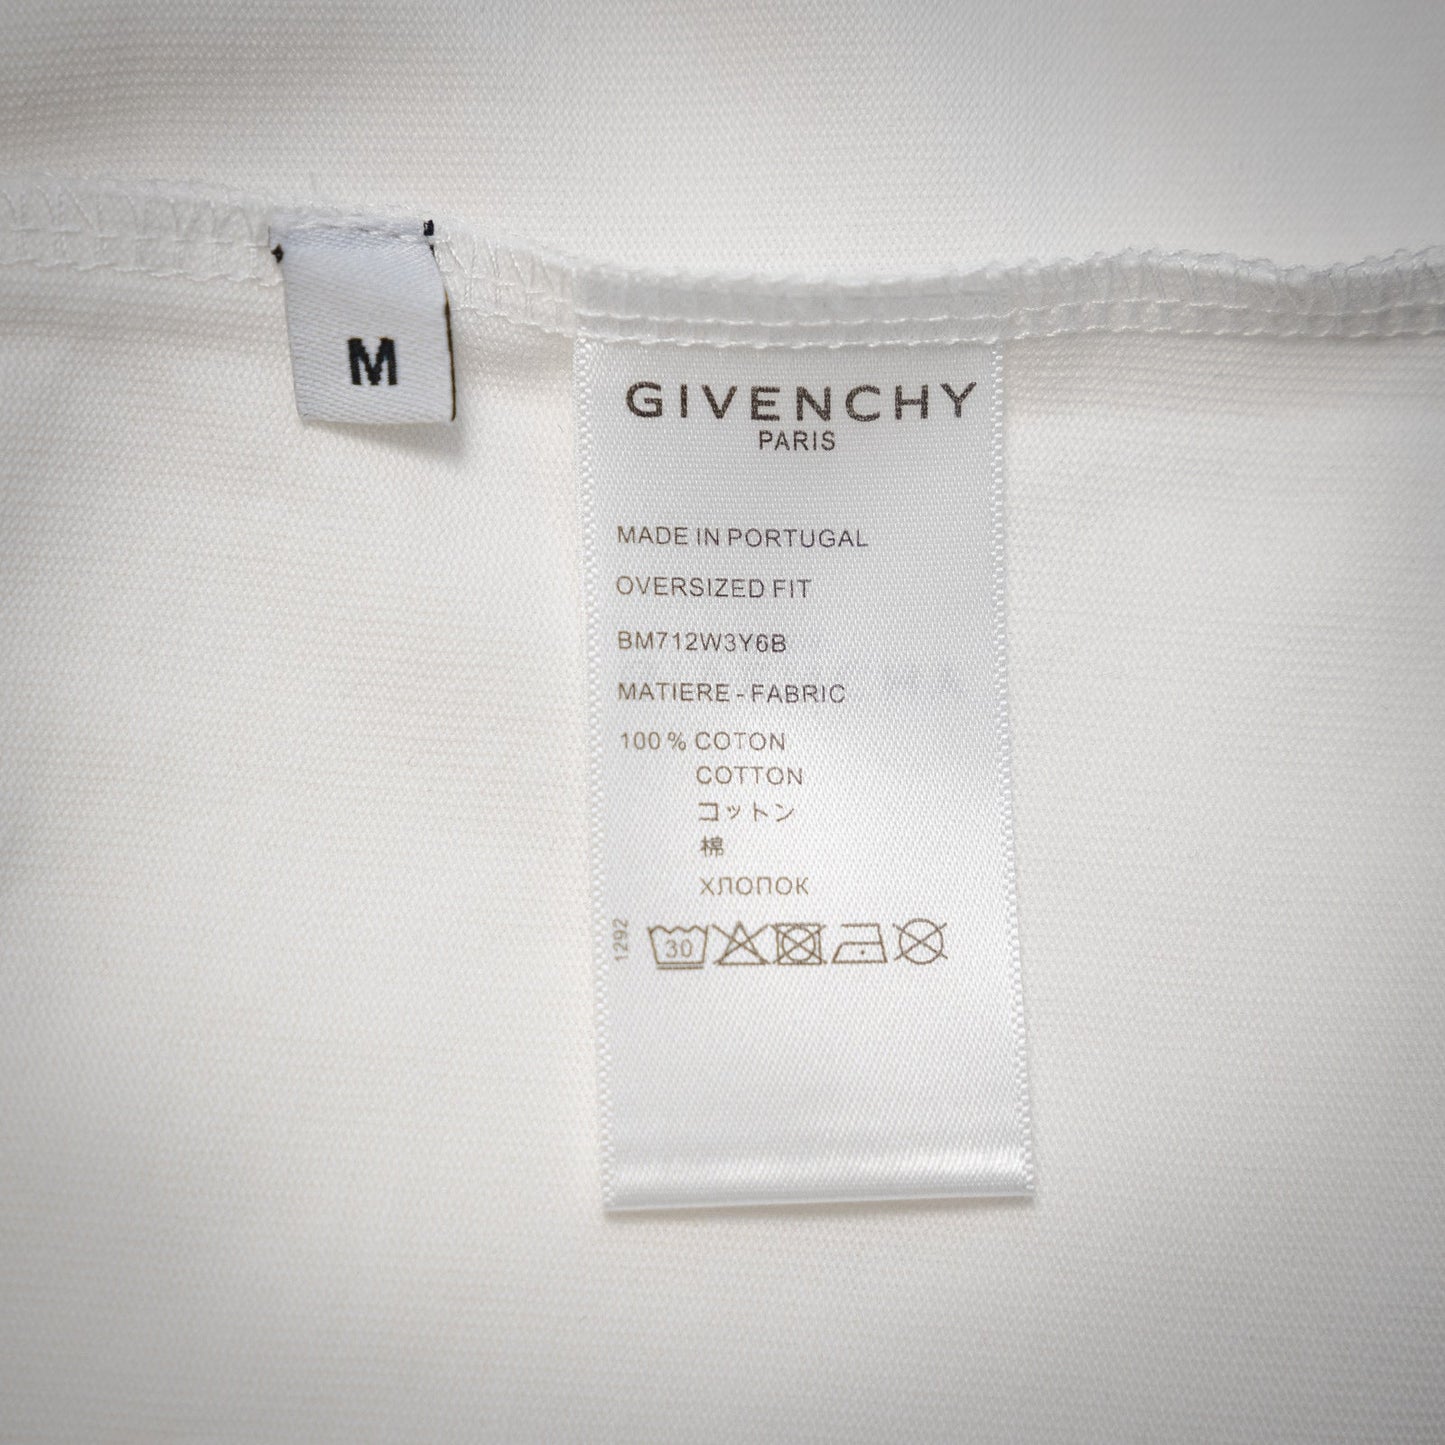 M
GIVENCHY
PARIS
MADE IN PORTUGAL
OVERSIZED FIT
BM712W3Y6B
MATIERE - FABRIC
100 % COTON
COTTON
コットン
棉
ХЛОПОК
1292
30